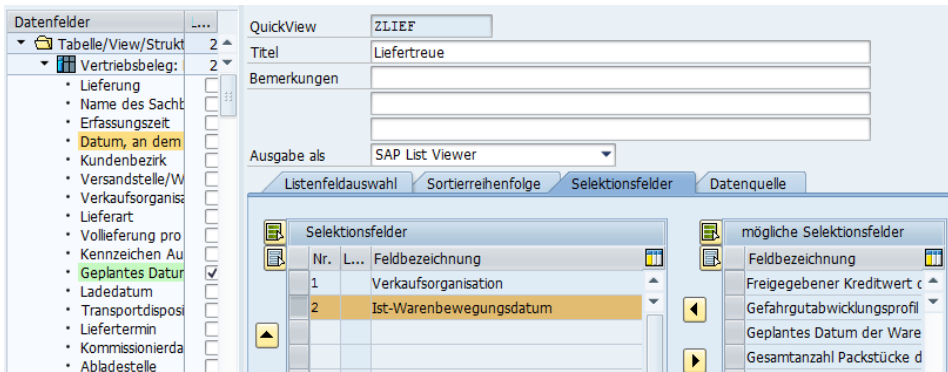 Datenfelder L...
Tabelle/View/Strukt 2
Vertriebsbeleg: 2
Lieferung
Name des Sachb
Erfassungszeit
Datum, an dem
Kundenbezirk
Versandstelle/W
Verkaufsorganisa
Lieferart
Vollieferung pro
Kennzeichen Au
Geplantes Datur
Ladedatum
Transportdisposi
Liefertermin
Kommissionierda
Abladestelle
QuickView ZLIEF
Titel Liefertreue
Bemerkungen
Ausgabe als SAP List Viewer
Listenfeldauswahl Sortierreihenfolge Selektionsfelder Datenquelle
Selektionsfelder
Nr. L... Feldbezeichnung
1 Verkaufsorganisation
2 Ist-Warenbewegungsdatum
mögliche Selektionsfelder
Feldbezeichnung
Freigegebener Kreditwert d
Gefahrgutabwicklungsprofil
Geplantes Datum der Ware
Gesamtanzahl Packstücke d